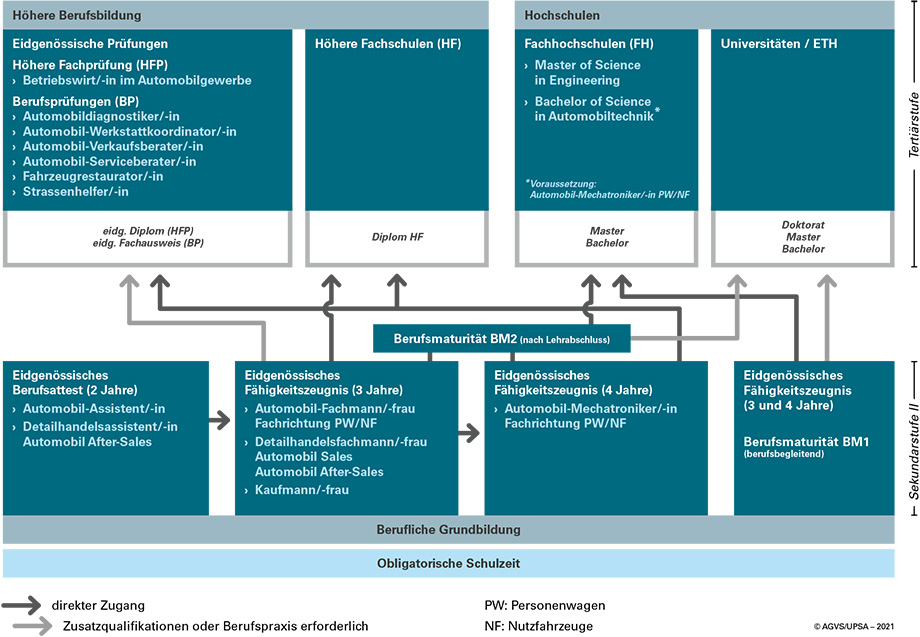 Höhere Berufsbildung
Eidgenössische Prüfungen
Höhere Fachprüfung (HFP)
› Betriebswirt/-in im Automobilgewerbe
Berufsprüfungen (BP)
› Automobildiagnostiker/-in
› Automobil-Werkstattkoordinator/-in
› Automobil-Verkaufsberater/-in
› Automobil-Serviceberater/-in
› Fahrzeugrestaurator/-in
› Strassenhelfer/-in
eidg. Diplom (HFP)
eidg. Fachausweis (BP)
Höhere Fachschulen (HF)
Diplom HF
Hochschulen
Fachhochschulen (FH)
› Master of Science
in Engineering
› Bachelor of Science
in Automobiltechnik*
*Voraussetzung:
Automobil-Mechatroniker/-in PW/NF
Master
Bachelor
Universitäten / ETH
Doktorat
Master
Bachelor
Tertiärstufe
Berufsmaturität BM2 (nach Lehrabschluss)
Eidgenössisches
Berufsattest (2 Jahre)
› Automobil-Assistent/-in
› Detailhandelsassistent/-in
Automobil After-Sales
Eidgenössisches
Fähigkeitszeugnis (3 Jahre)
› Automobil-Fachmann/-frau
Fachrichtung PW/NF
› Detailhandelsfachmann/-frau
Automobil Sales
Automobil After-Sales
› Kaufmann/-frau
Eidgenössisches
Fähigkeitszeugnis (4 Jahre)
› Automobil-Mechatroniker/-in
Fachrichtung PW/NF
Eidgenössisches
Fähigkeitszeugnis
(3 und 4 Jahre)
Berufsmaturität BM1
(berufsbegleitend)
Sekundarstufe II
Berufliche Grundbildung
Obligatorische Schulzeit
direkter Zugang
Zusatzqualifikationen oder Berufspraxis erforderlich
PW: Personenwagen
NF: Nutzfahrzeuge
© AGVS/UPSA – 2021